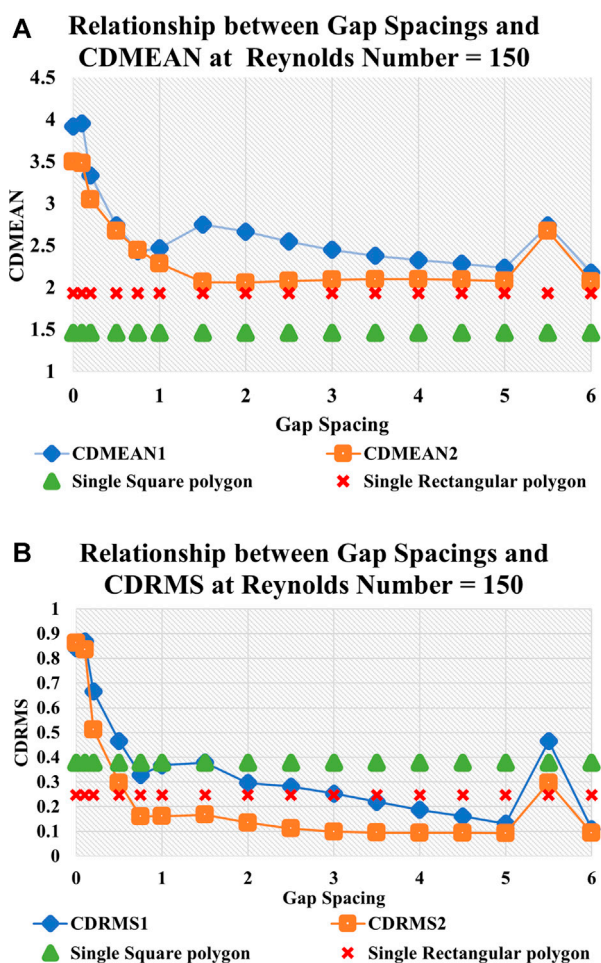 A
Relationship between Gap Spacings and
CDMEAN at Reynolds Number = 150
4.5
4
3.5
3
2.5
2
1.5
1
CDMEAN
0 1 2 3 4 5 6
Gap Spacing
CDMEAN1 CDMEAN2
Single Square polygon Single Rectangular polygon
B
Relationship between Gap Spacings and
CDRMS at Reynolds Number = 150
1
0.9
0.8
0.7
0.6
0.5
0.4
0.3
0.2
0.1
0
CDRMS
0 1 2 3 4 5 6
Gap Spacing
CDRMS1 CDRMS2
Single Square polygon Single Rectangular polygon